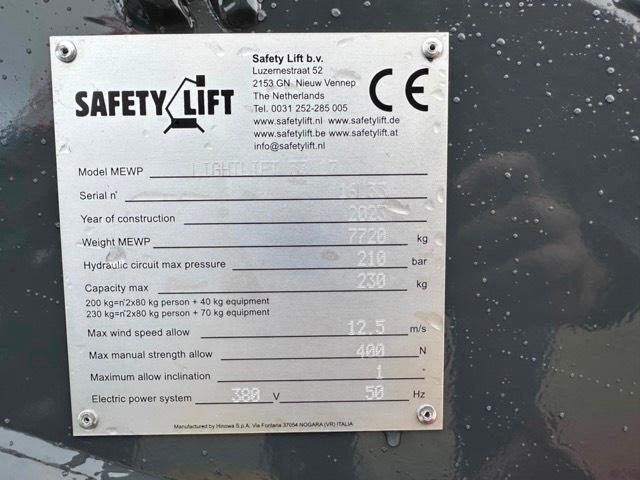 SAFETY LIFT
Safety Lift b.v.
Luzernestraat 52
2153 GN Nieuw Vennep
The Netherlands
Tel. 0031 252-285 005
www.safetylift.nl www.safetylift.de
www.safetylift.be www.safetylift.at
info@safetylift.nl
CE
Model MEWP LIGHTLIFT
Serial n°
Year of construction
Weight MEWP 7720 kg
Hydraulic circuit max pressure 210 bar
Capacity max 230 kg
200 kg=n°2x80 kg person + 40 kg equipment
230 kg=n°2x80 kg person + 70 kg equipment
Max wind speed allow 12.5 m/s
Max manual strength allow 400 N
Maximum allow inclination 1 °
Electric power system 380 V 50 Hz
Manufactured by Hinowa S.p.A. Via Fontana 37054 NOGARA (VR) ITALIA